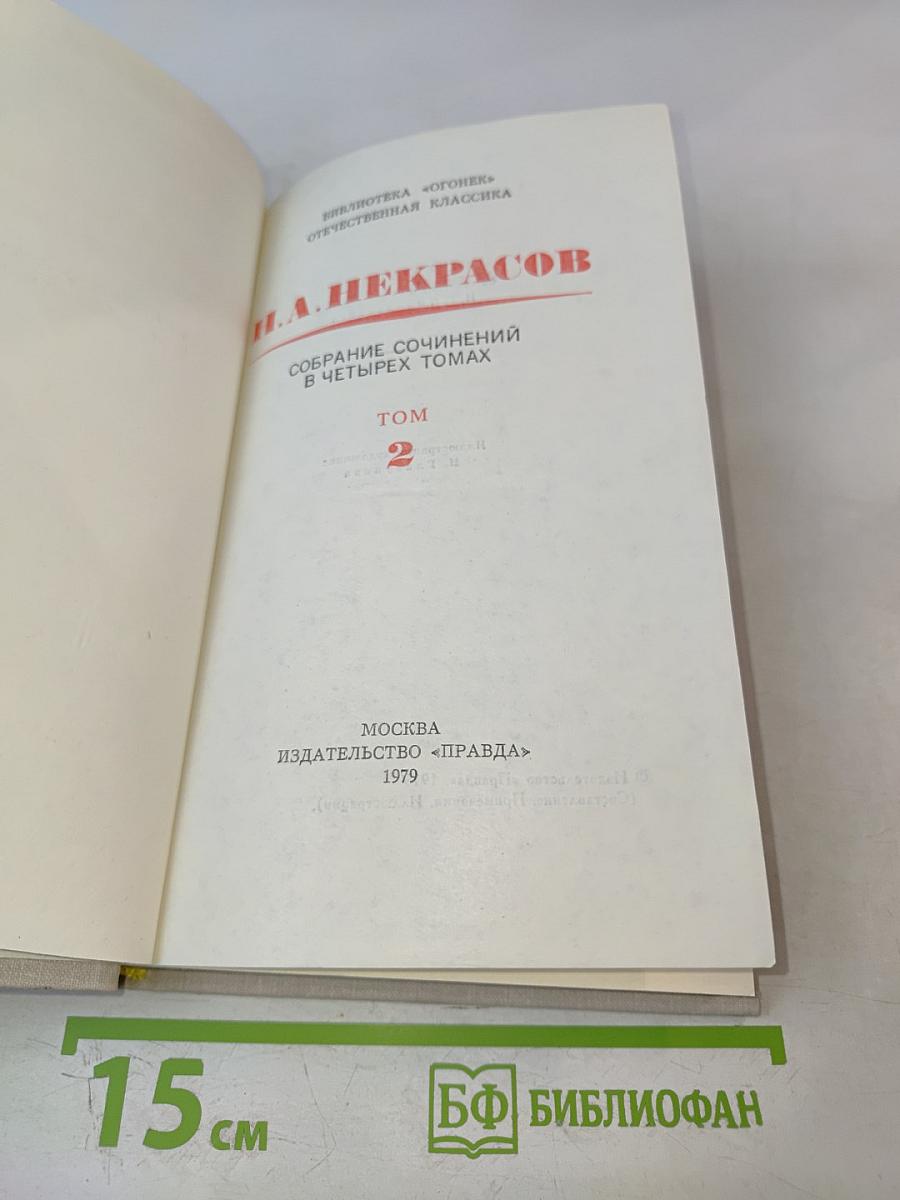 БИБЛИОТЕКА «ОГОНЕК»
ОТЕЧЕСТВЕННАЯ КЛАССИКА
Н. А. НЕКРАСОВ
СОБРАНИЕ СОЧИНЕНИЙ
В ЧЕТЫРЕХ ТОМАХ
ТОМ
2
МОСКВА
ИЗДАТЕЛЬСТВО «ПРАВДА»
1979
15 см
БФ БИБЛИОФАН